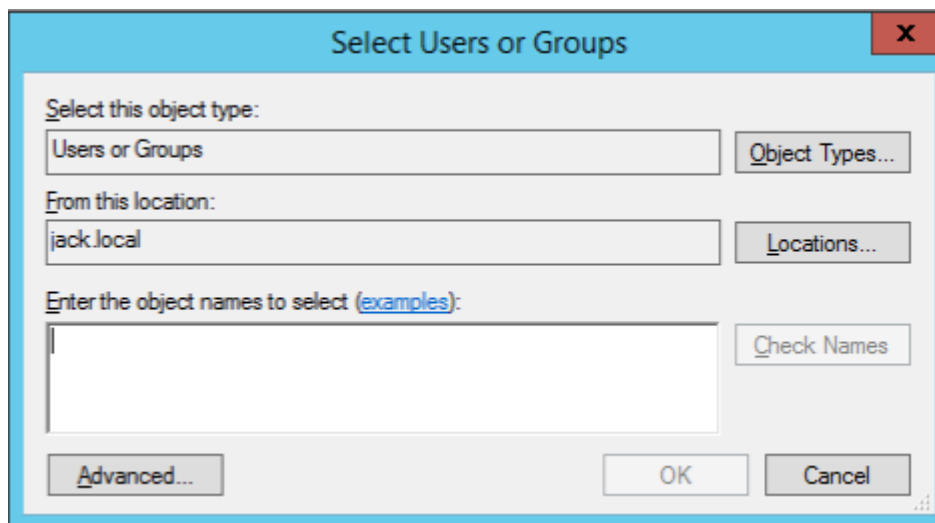 Select Users or Groups
x
Select this object type:
Users or Groups
Object Types...
From this location:
jack.local
Locations...
Enter the object names to select (examples):
Check Names
Advanced...
OK
Cancel